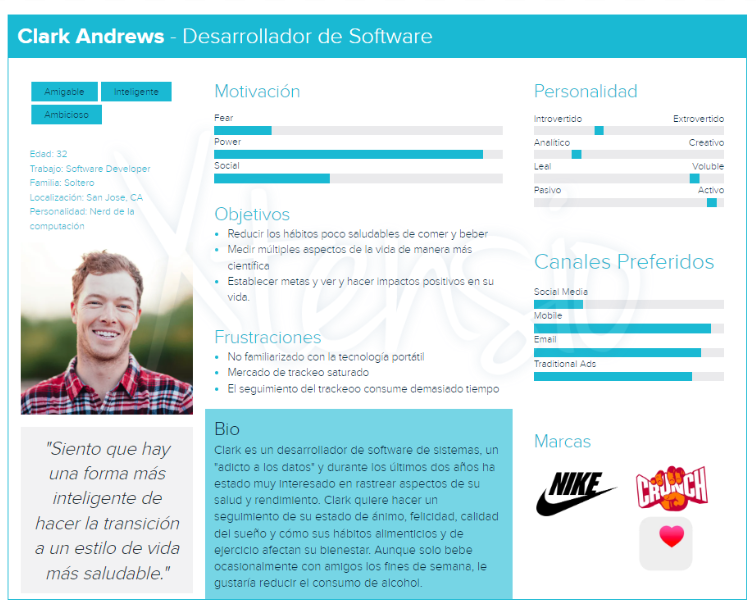 Clark Andrews - Desarrollador de Software
Amigable
Inteligente
Ambicioso
Edad: 32
Trabajo: Software Developer
Familia: Soltero
Localización: San Jose, CA
Personalidad: Nerd de la
computación
"Siento que hay
una forma más
inteligente de
hacer la transición
a un estilo de vida
más saludable."
Motivación
Fear
Power
Social
Objetivos
Reducir los hábitos poco saludables de comer y beber
Medir múltiples aspectos de la vida de manera más
científica
Establecer metas y ver y hacer impactos positivos en su
vida.
Frustraciones
No familiarizado con la tecnología portátil
Mercado de trackeo saturado
El seguimiento del trackeoo consume demasiado tiempo
Bio
Clark es un desarrollador de software de sistemas, un
"adicto a los datos" y durante los últimos dos años ha
estado muy interesado en rastrear aspectos de su
salud y rendimiento. Clark quiere hacer un
seguimiento de su estado de ánimo, felicidad, calidad
del sueño y cómo sus hábitos alimenticios y de
ejercicio afectan su bienestar. Aunque solo bebe
ocasionalmente con amigos los fines de semana, le
gustaría reducir el consumo de alcohol.
Personalidad
Introvertido Extrovertido
Analítico Creativo
Leal Voluble
Pasivo Activo
Canales Preferidos
Social Media
Mobile
Email
Traditional Ads
Marcas
NIKE
CRUNCH
Xtensio